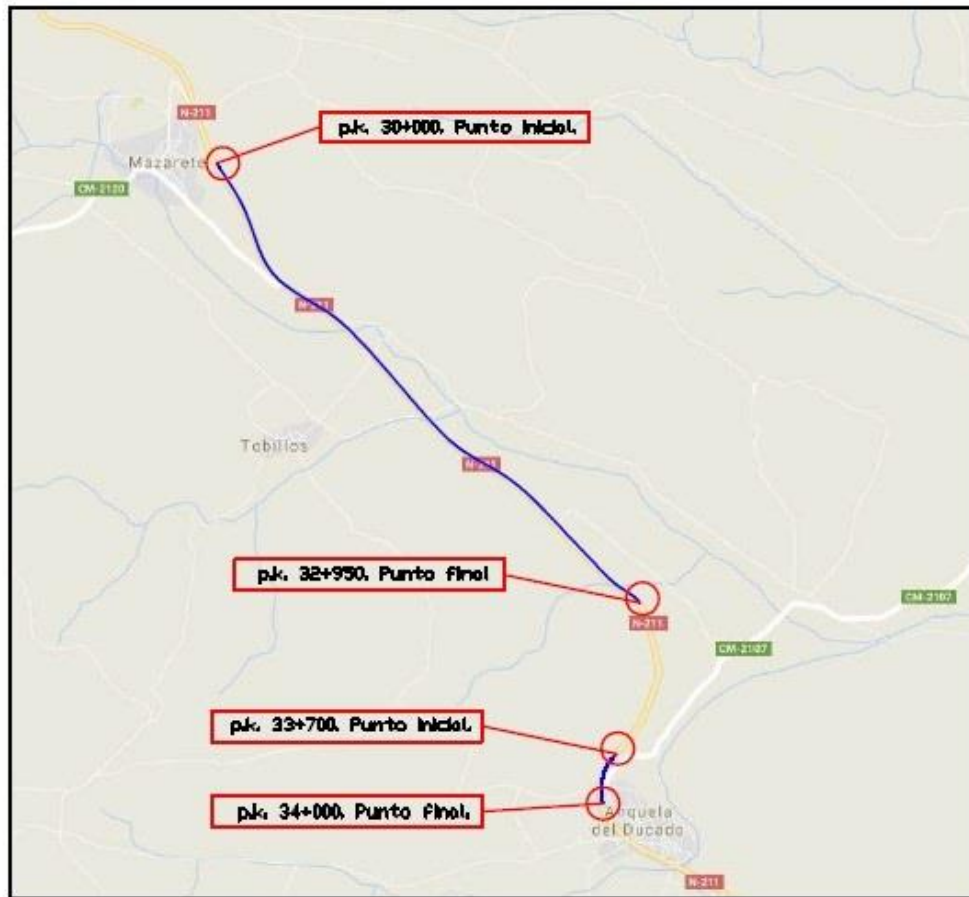 N-211
p.k. 30+000. Punto inicial.
Mazarete
CM-2120
N-211
Tobillos
N-211
p.k. 32+950. Punto final
CM-2107
N-211
CM-2107
p.k. 33+700. Punto inicial.
p.k. 34+000. Punto final.
Anquela
del Ducado
N-211